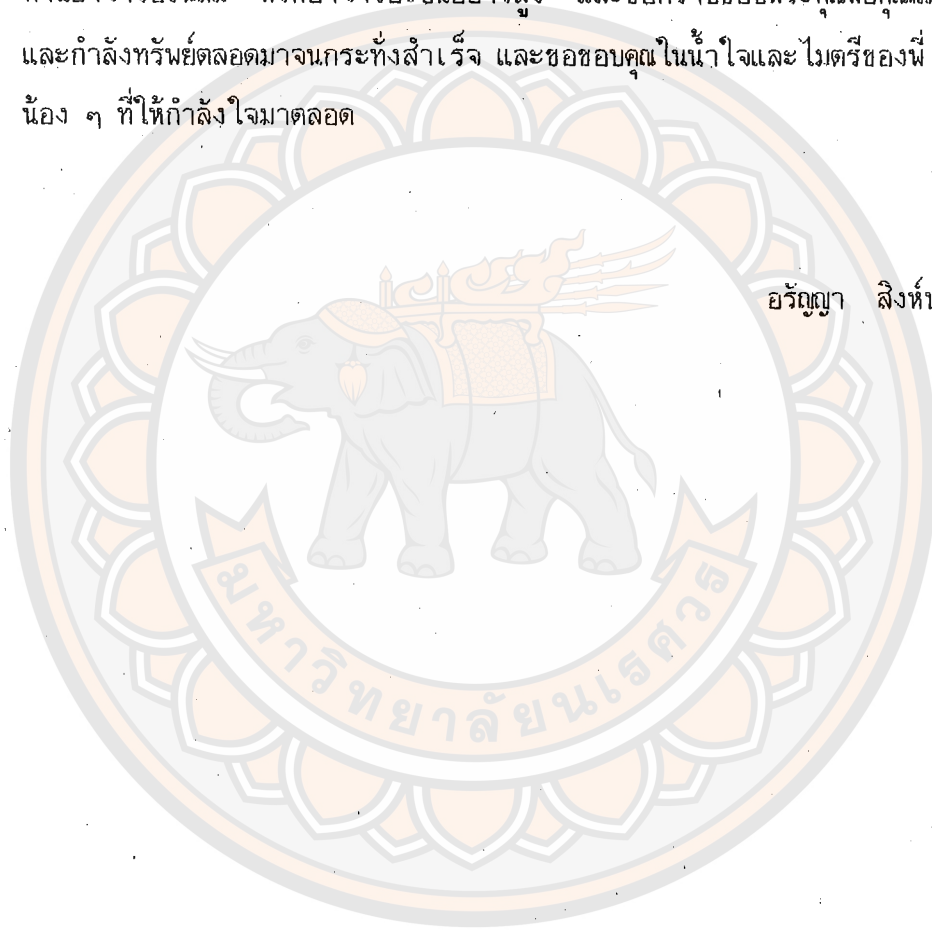 และกำลังทรัพย์ตลอดมาจนกระทั่งสำเร็จ และขอขอบคุณในน้ำใจและไมตรีของพี่
น้อง ๆ ที่ให้กำลังใจมาตลอด
อรัญญา สิงห์
มหาวิทยาลัยนเรศวร